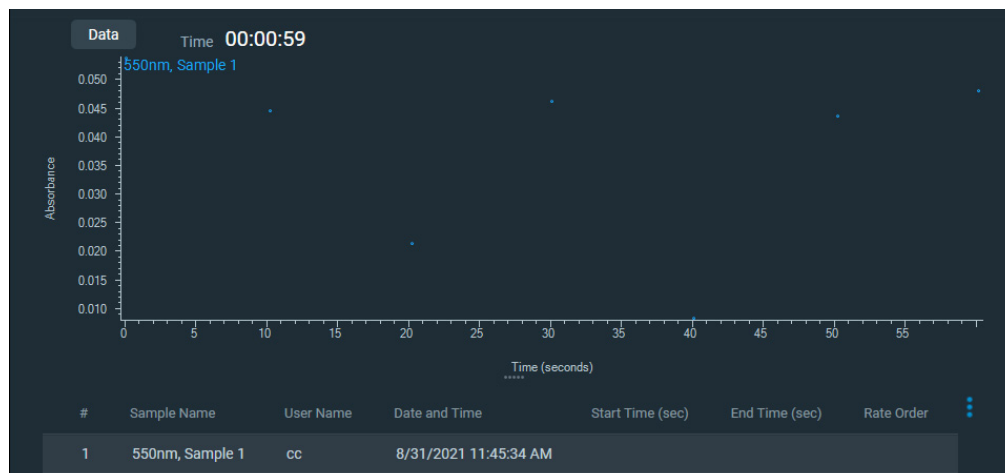 Data Time 00:00:59
550nm, Sample 1
0.050
0.045
0.040
0.035
0.030
0.025
0.020
0.015
0.010
Absorbance
0 5 10 15 20 25 30 35 40 45 50 55
Time (seconds)
# Sample Name User Name Date and Time Start Time (sec) End Time (sec) Rate Order
1 550nm, Sample 1 cc 8/31/2021 11:45:34 AM